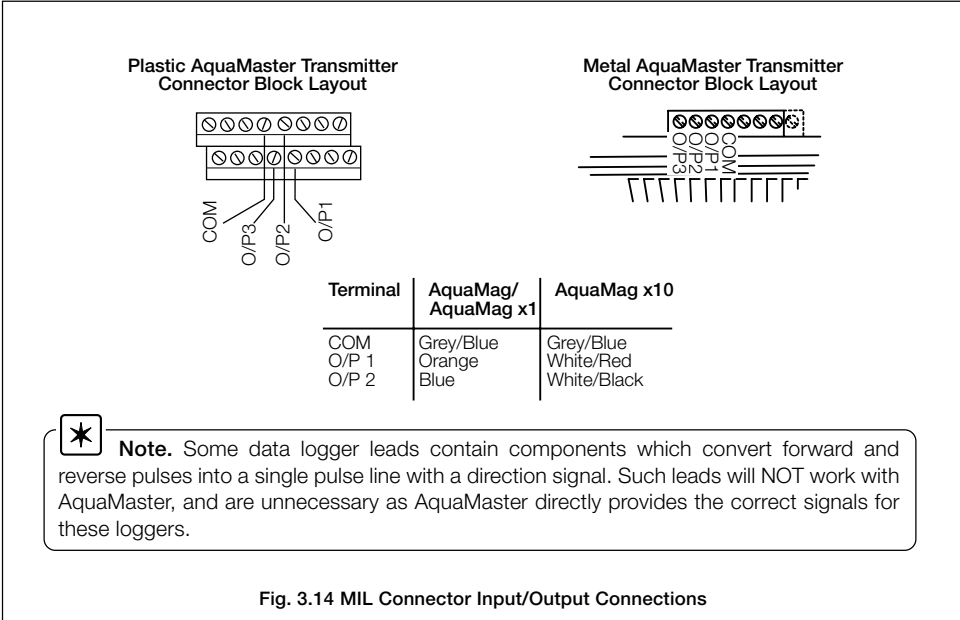 Plastic AquaMaster Transmitter
Connector Block Layout
COM
O/P3
O/P2
O/P1
Metal AquaMaster Transmitter
Connector Block Layout
O/P3
O/P2
O/P1
COM
Terminal AquaMag/ AquaMag x10
AquaMag x1
COM Grey/Blue Grey/Blue
O/P 1 Orange White/Red
O/P 2 Blue White/Black
Note. Some data logger leads contain components which convert forward and
reverse pulses into a single pulse line with a direction signal. Such leads will NOT work with
AquaMaster, and are unnecessary as AquaMaster directly provides the correct signals for
these loggers.
Fig. 3.14 MIL Connector Input/Output Connections